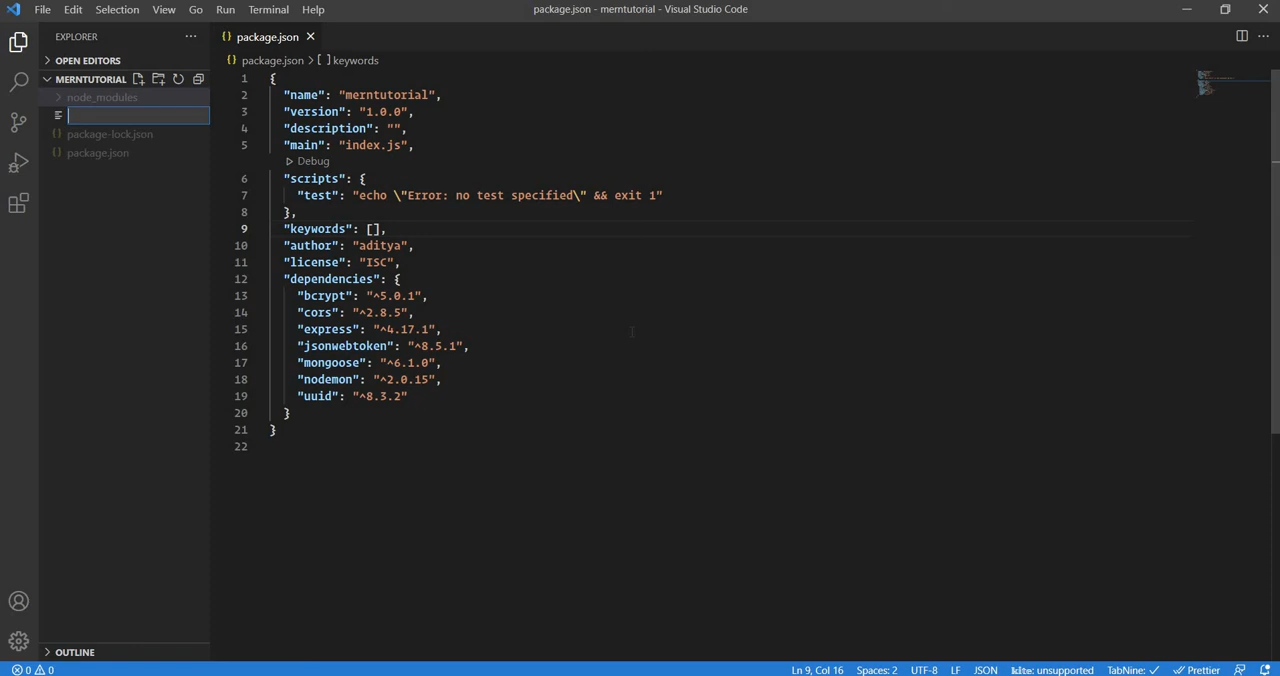 File Edit Selection View Go Run Terminal Help
package.json - merntutorial - Visual Studio Code
EXPLORER
OPEN EDITORS
MERNTUTORIAL
node_modules
package-lock.json
package.json
package.json
package.json > [ ] keywords
1 {
2 "name": "merntutorial",
3 "version": "1.0.0",
4 "description": "",
5 "main": "index.js",
Debug
6 "scripts": {
7 "test": "echo \"Error: no test specified\" && exit 1"
8 },
9 "keywords": [],
10 "author": "aditya",
11 "license": "ISC",
12 "dependencies": {
13 "bcrypt": "^5.0.1",
14 "cors": "^2.8.5",
15 "express": "^4.17.1",
16 "jsonwebtoken": "^8.5.1",
17 "mongoose": "^6.1.0",
18 "nodemon": "^2.0.15",
19 "uuid": "^8.3.2"
20 }
21 }
22
OUTLINE
0 0
Ln 9, Col 16 Spaces: 2 UTF-8 LF JSON kite: unsupported TabNine: Prettier